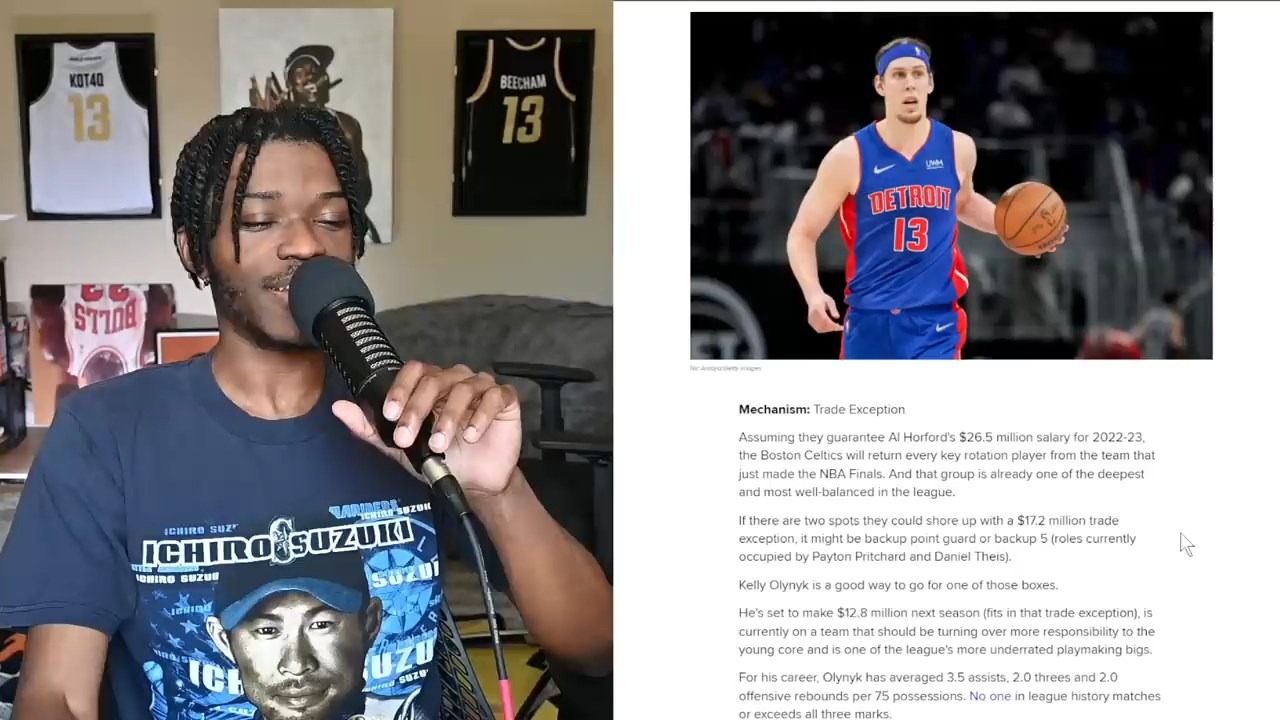 KOT4Q
13
BEECHAM
13
BULLS
MARINERS
ICHIRO SUZUKI
ICHIRO SUZUKI
ICHIRO
UWM
DETROIT
13
Mechanism: Trade Exception
Assuming they guarantee Al Horford's $26.5 million salary for 2022-23,
the Boston Celtics will return every key rotation player from the team that
just made the NBA Finals. And that group is already one of the deepest
and most well-balanced in the league.
If there are two spots they could shore up with a $17.2 million trade
exception, it might be backup point guard or backup 5 (roles currently
occupied by Payton Pritchard and Daniel Theis).
Kelly Olynyk is a good way to go for one of those boxes.
He's set to make $12.8 million next season (fits in that trade exception), is
currently on a team that should be turning over more responsibility to the
young core and is one of the league's more underrated playmaking bigs.
For his career, Olynyk has averaged 3.5 assists, 2.0 threes and 2.0
offensive rebounds per 75 possessions. No one in league history matches
or exceeds all three marks.